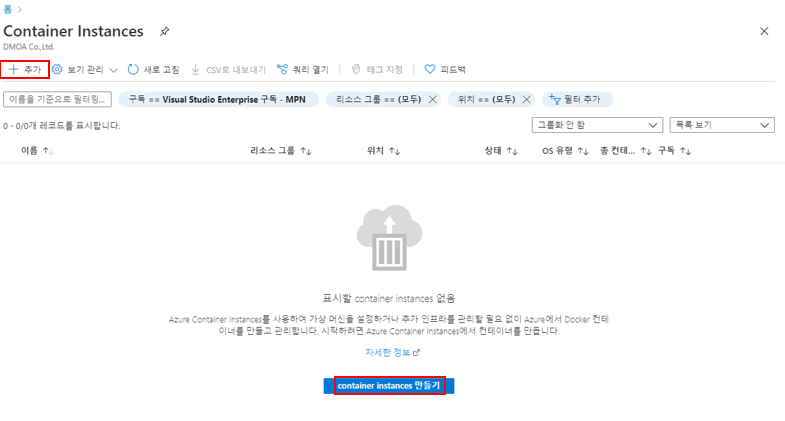 홈
Container Instances
DMOA Co.,Ltd.
추가 보기 관리 새로 고침 CSV로 내보내기 쿼리 열기 태그 지정 피드백
이름을 기준으로 필터링... 구독 == Visual Studio Enterprise 구독 - MPN 리소스 그룹 == (모두) 위치 == (모두) 필터 추가
0 - 0/0개 레코드를 표시합니다. 그룹화 안 함 목록 보기
이름 리소스 그룹 위치 상태 OS 유형 총 컨테... 구독
표시할 container instances 없음
Azure Container Instances를 사용하여 가상 머신을 설정하거나 추가 인프라를 관리할 필요 없이 Azure에서 Docker 컨테
이너를 만들고 관리합니다. 시작하려면 Azure Container Instances에서 컨테이너를 만듭니다.
자세한 정보
container instances 만들기